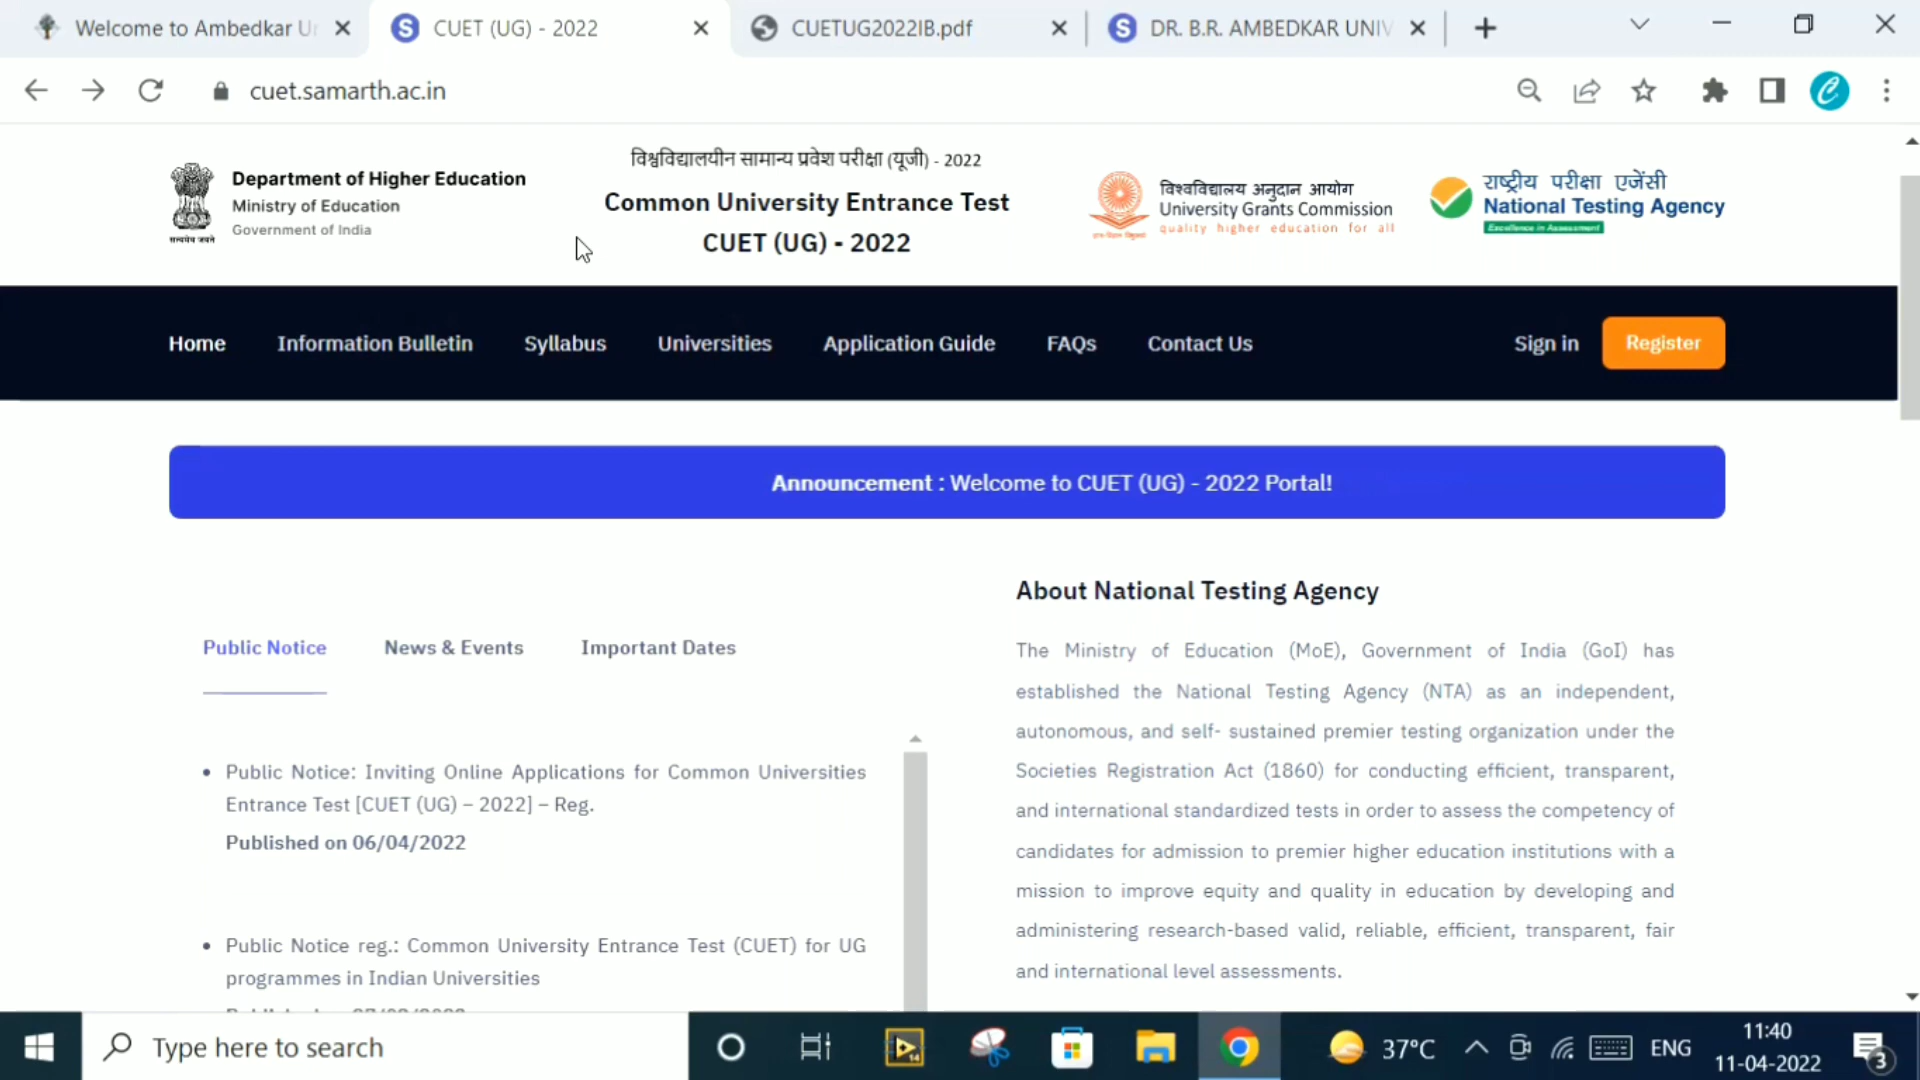 Welcome to Ambedkar U
CUET (UG) - 2022
CUETUG2022IB.pdf
DR. B.R. AMBEDKAR UNIV
cuet.samarth.ac.in
सत्यमेव जयते
Department of Higher Education
Ministry of Education
Government of India
विश्वविद्यालयीन सामान्य प्रवेश परीक्षा (यूजी) - 2022
Common University Entrance Test
CUET (UG) - 2022
विश्वविद्यालय अनुदान आयोग
University Grants Commission
quality higher education for all
राष्ट्रीय परीक्षा एजेंसी
National Testing Agency
Excellence in Assessment
Home
Information Bulletin
Syllabus
Universities
Application Guide
FAQs
Contact Us
Sign in
Register
Announcement : Welcome to CUET (UG) - 2022 Portal!
Public Notice
News & Events
Important Dates
• Public Notice: Inviting Online Applications for Common Universities
Entrance Test [CUET (UG) – 2022] – Reg.
Published on 06/04/2022
• Public Notice reg.: Common University Entrance Test (CUET) for UG
programmes in Indian Universities
About National Testing Agency
The Ministry of Education (MoE), Government of India (GoI) has
established the National Testing Agency (NTA) as an independent,
autonomous, and self- sustained premier testing organization under the
Societies Registration Act (1860) for conducting efficient, transparent,
and international standardized tests in order to assess the competency of
candidates for admission to premier higher education institutions with a
mission to improve equity and quality in education by developing and
administering research-based valid, reliable, efficient, transparent, fair
and international level assessments.
Type here to search
14
37°C
ENG
11:40
11-04-2022
3